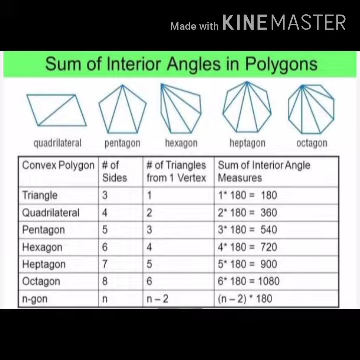 Made with KINEMASTER
Sum of Interior Angles in Polygons
quadrilateral pentagon hexagon heptagon octagon
Convex Polygon # of Sides # of Triangles from 1 Vertex Sum of Interior Angle Measures
Triangle 3 1 1* 180 = 180
Quadrilateral 4 2 2* 180 = 360
Pentagon 5 3 3* 180 = 540
Hexagon 6 4 4* 180 = 720
Heptagon 7 5 5* 180 = 900
Octagon 8 6 6* 180 = 1080
n-gon n n – 2 (n – 2) * 180